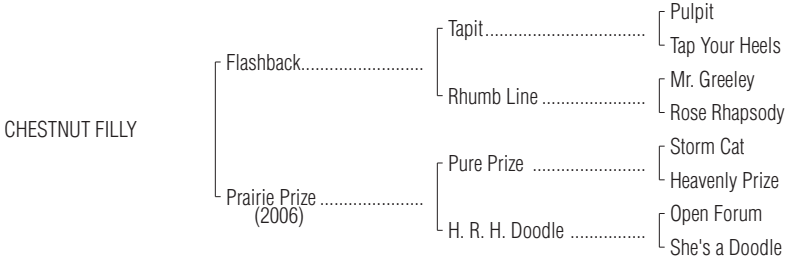 Pulpit
Tapit
Tap Your Heels
Flashback
Mr. Greeley
Rhumb Line
Rose Rhapsody
CHESTNUT FILLY
Storm Cat
Pure Prize
Heavenly Prize
Prairie Prize
(2006)
Open Forum
H. R. H. Doodle
She's a Doodle